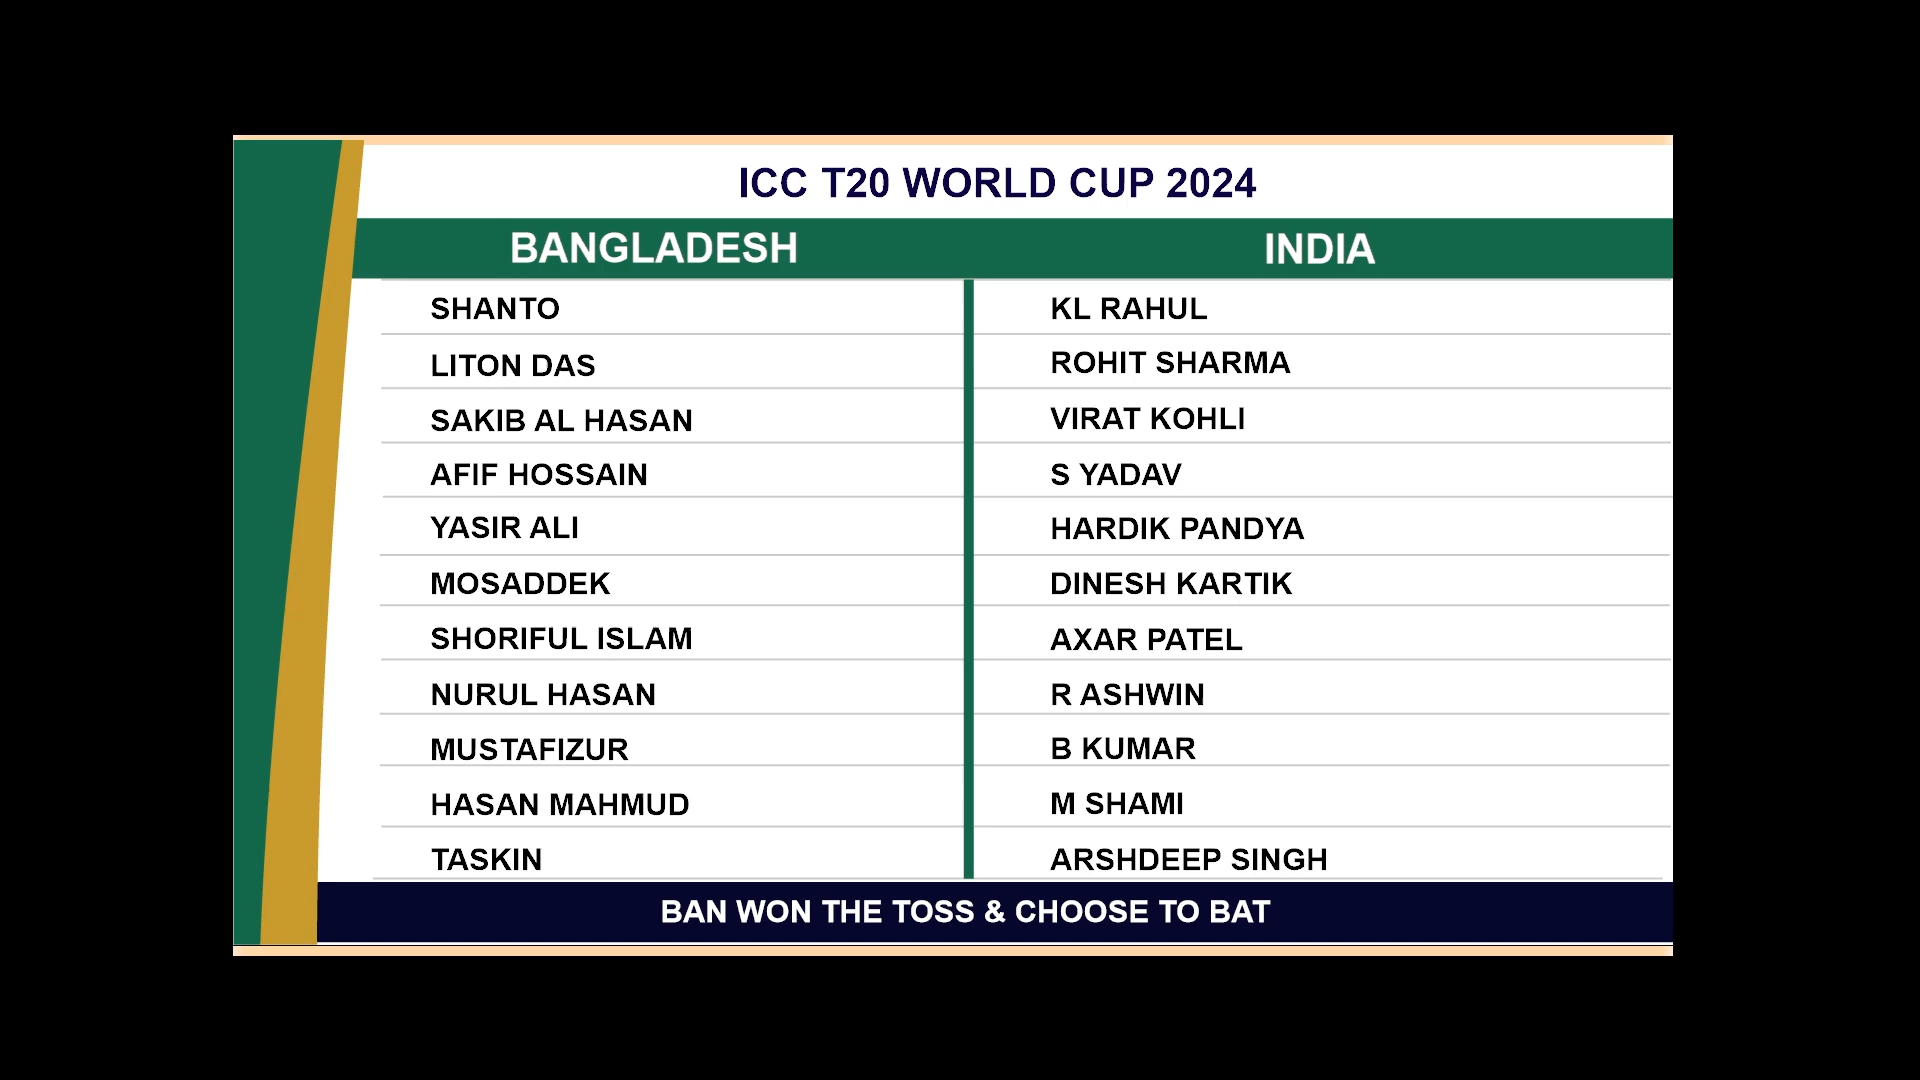 ICC T20 WORLD CUP 2024
BANGLADESH INDIA
SHANTO KL RAHUL
LITON DAS ROHIT SHARMA
SAKIB AL HASAN VIRAT KOHLI
AFIF HOSSAIN S YADAV
YASIR ALI HARDIK PANDYA
MOSADDEK DINESH KARTIK
SHORIFUL ISLAM AXAR PATEL
NURUL HASAN R ASHWIN
MUSTAFIZUR B KUMAR
HASAN MAHMUD M SHAMI
TASKIN ARSHDEEP SINGH
BAN WON THE TOSS & CHOOSE TO BAT